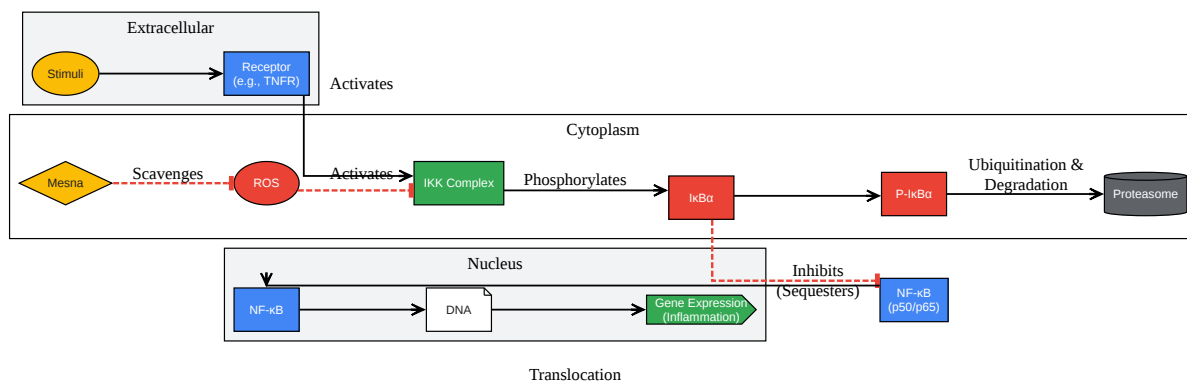 Extracellular
Stimuli
Receptor
(e.g., TNFR)
Activates
Cytoplasm
Mesna
Scavenges
ROS
Activates
IKK Complex
Phosphorylates
IκBα
P-IκBα
Ubiquitination &
Degradation
Proteasome
Nucleus
NF-κB
DNA
Gene Expression
(Inflammation)
Inhibits
(Sequesters)
NF-κB
(p50/p65)
Translocation